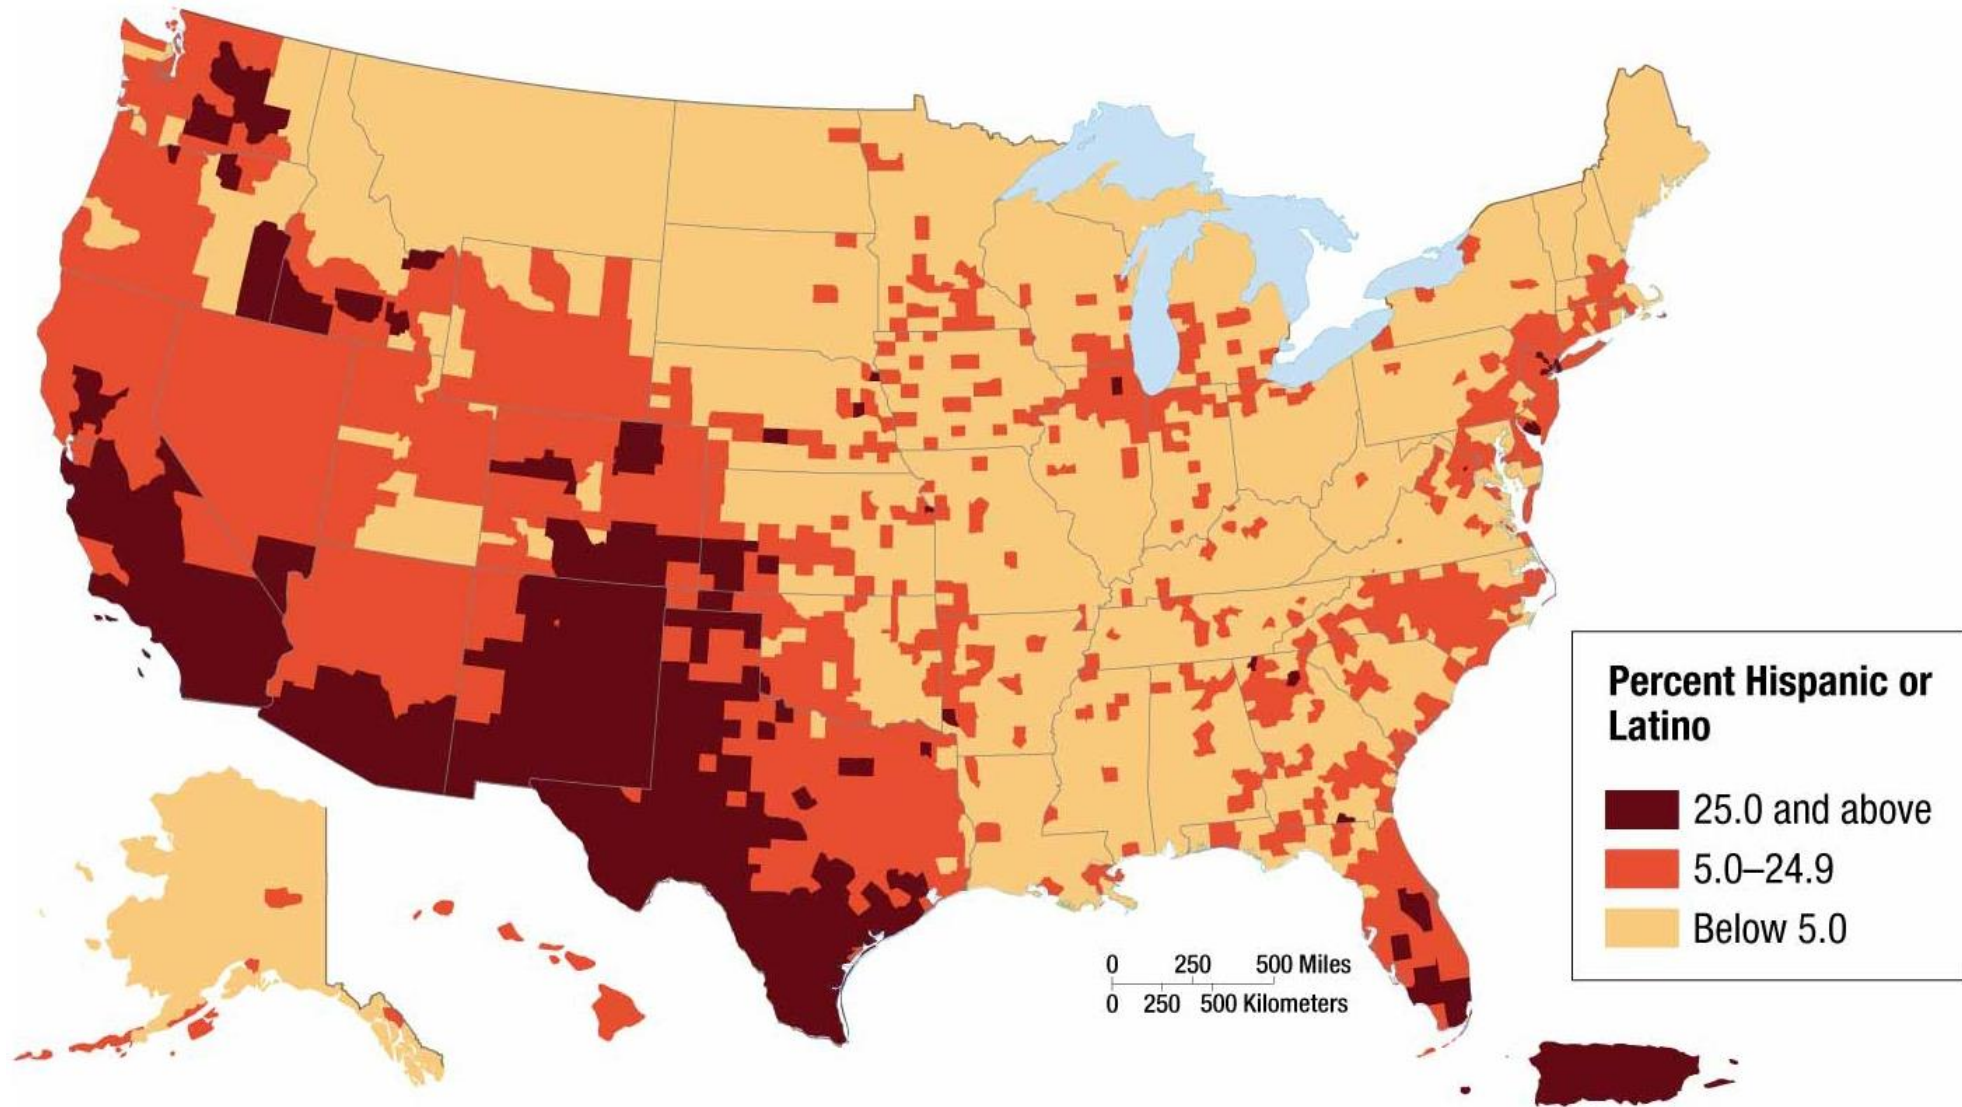 Percent Hispanic or
Latino
25.0 and above
5.0–24.9
Below 5.0
0 250 500 Miles
0 250 500 Kilometers